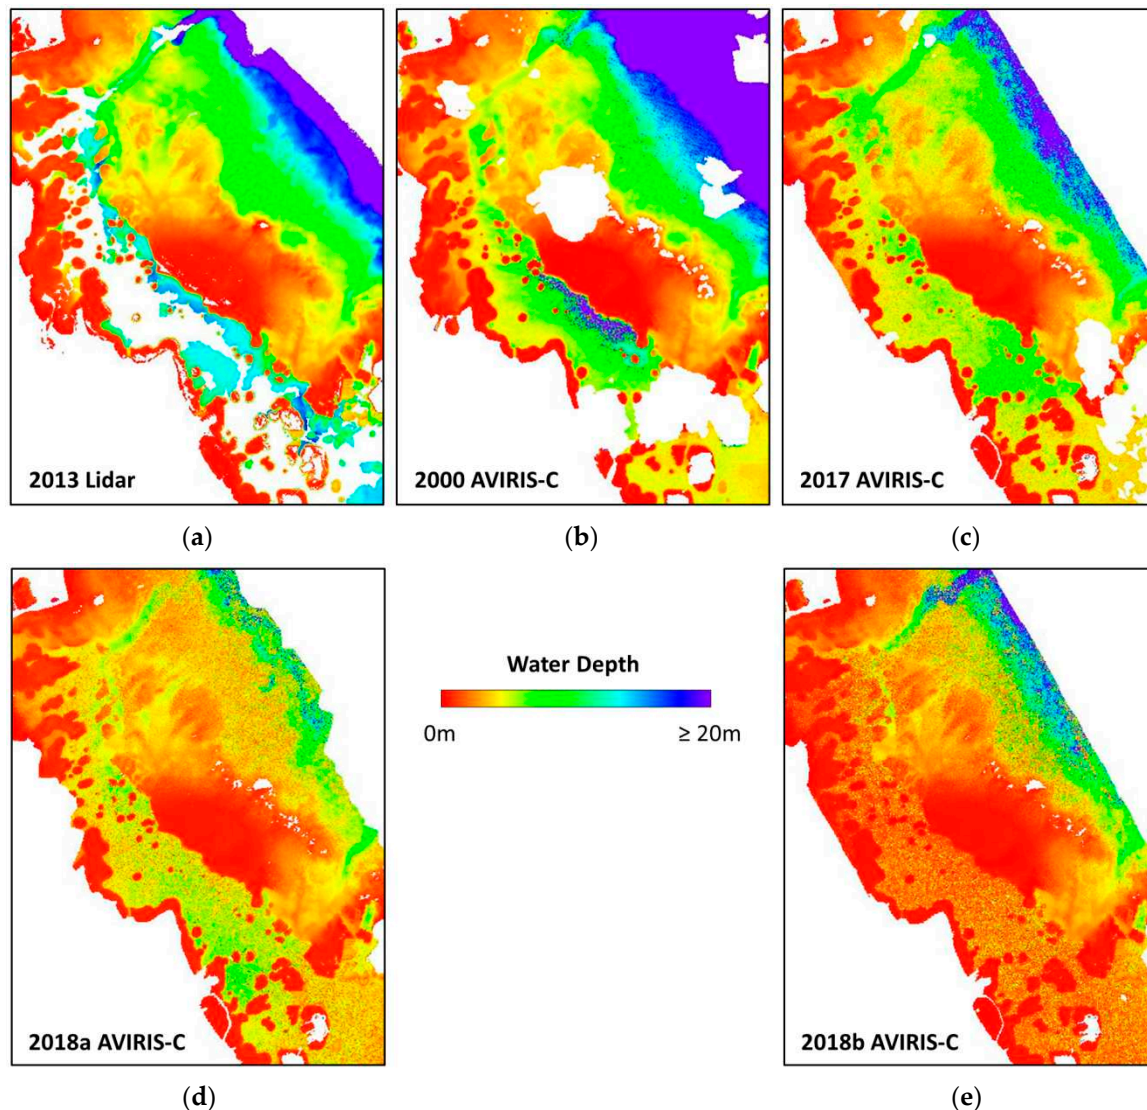 2013 Lidar
2000 AVIRIS-C
2017 AVIRIS-C
(a)
(b)
(c)
Water Depth
0m
≥ 20m
2018a AVIRIS-C
2018b AVIRIS-C
(d)
(e)